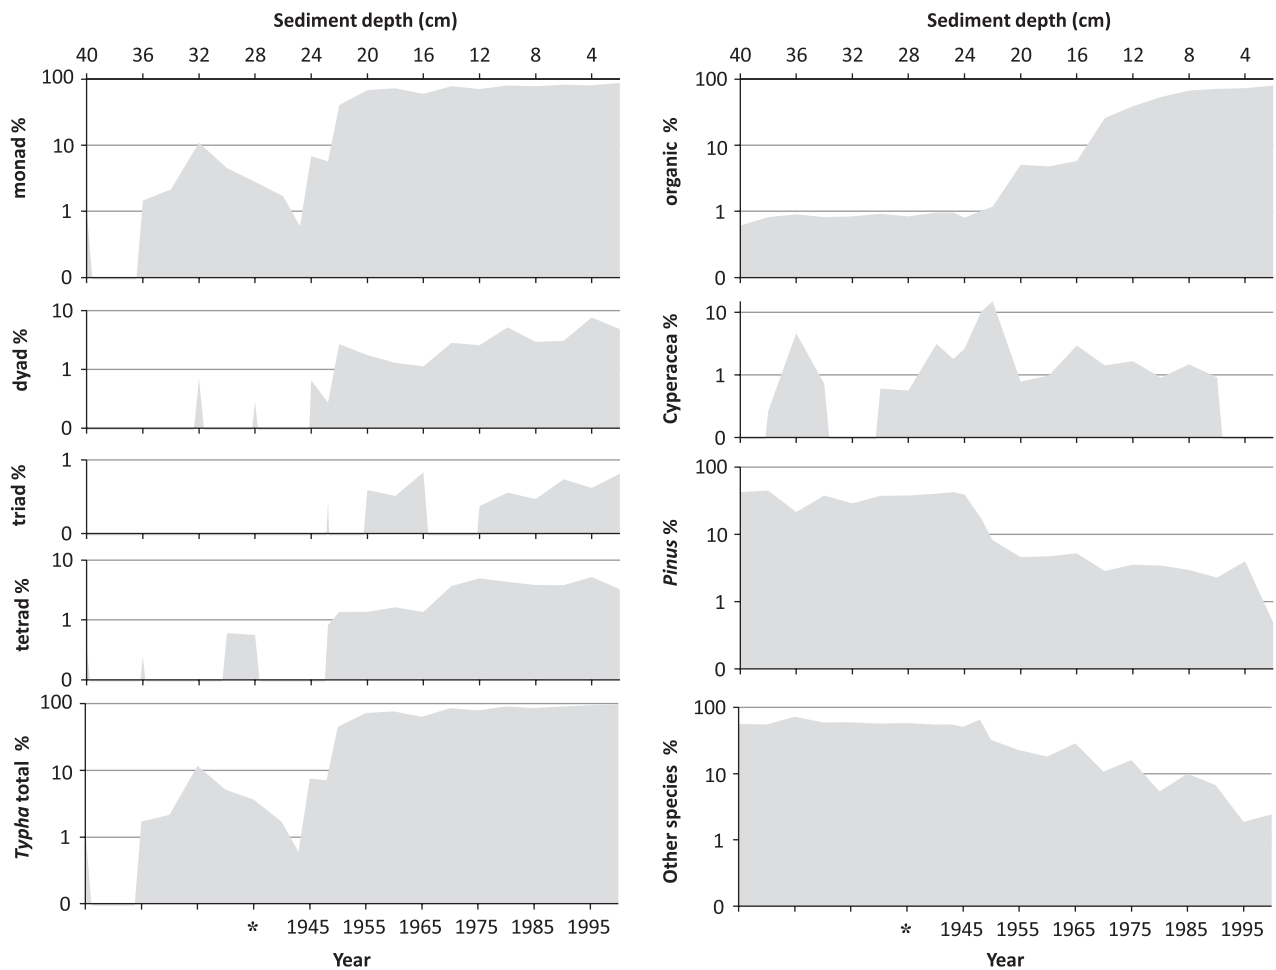 Sediment depth (cm)
40 36 32 28 24 20 16 12 8 4
monad %
100
10
1
0
dyad %
10
1
0
triad %
1
0
tetrad %
10
1
0
Typha total %
100
10
1
0
* 1945 1955 1965 1975 1985 1995
Year
Sediment depth (cm)
40 36 32 28 24 20 16 12 8 4
organic %
100
10
1
0
Cyperacea %
10
1
0
Pinus %
100
10
1
0
Other species %
100
10
1
0
* 1945 1955 1965 1975 1985 1995
Year